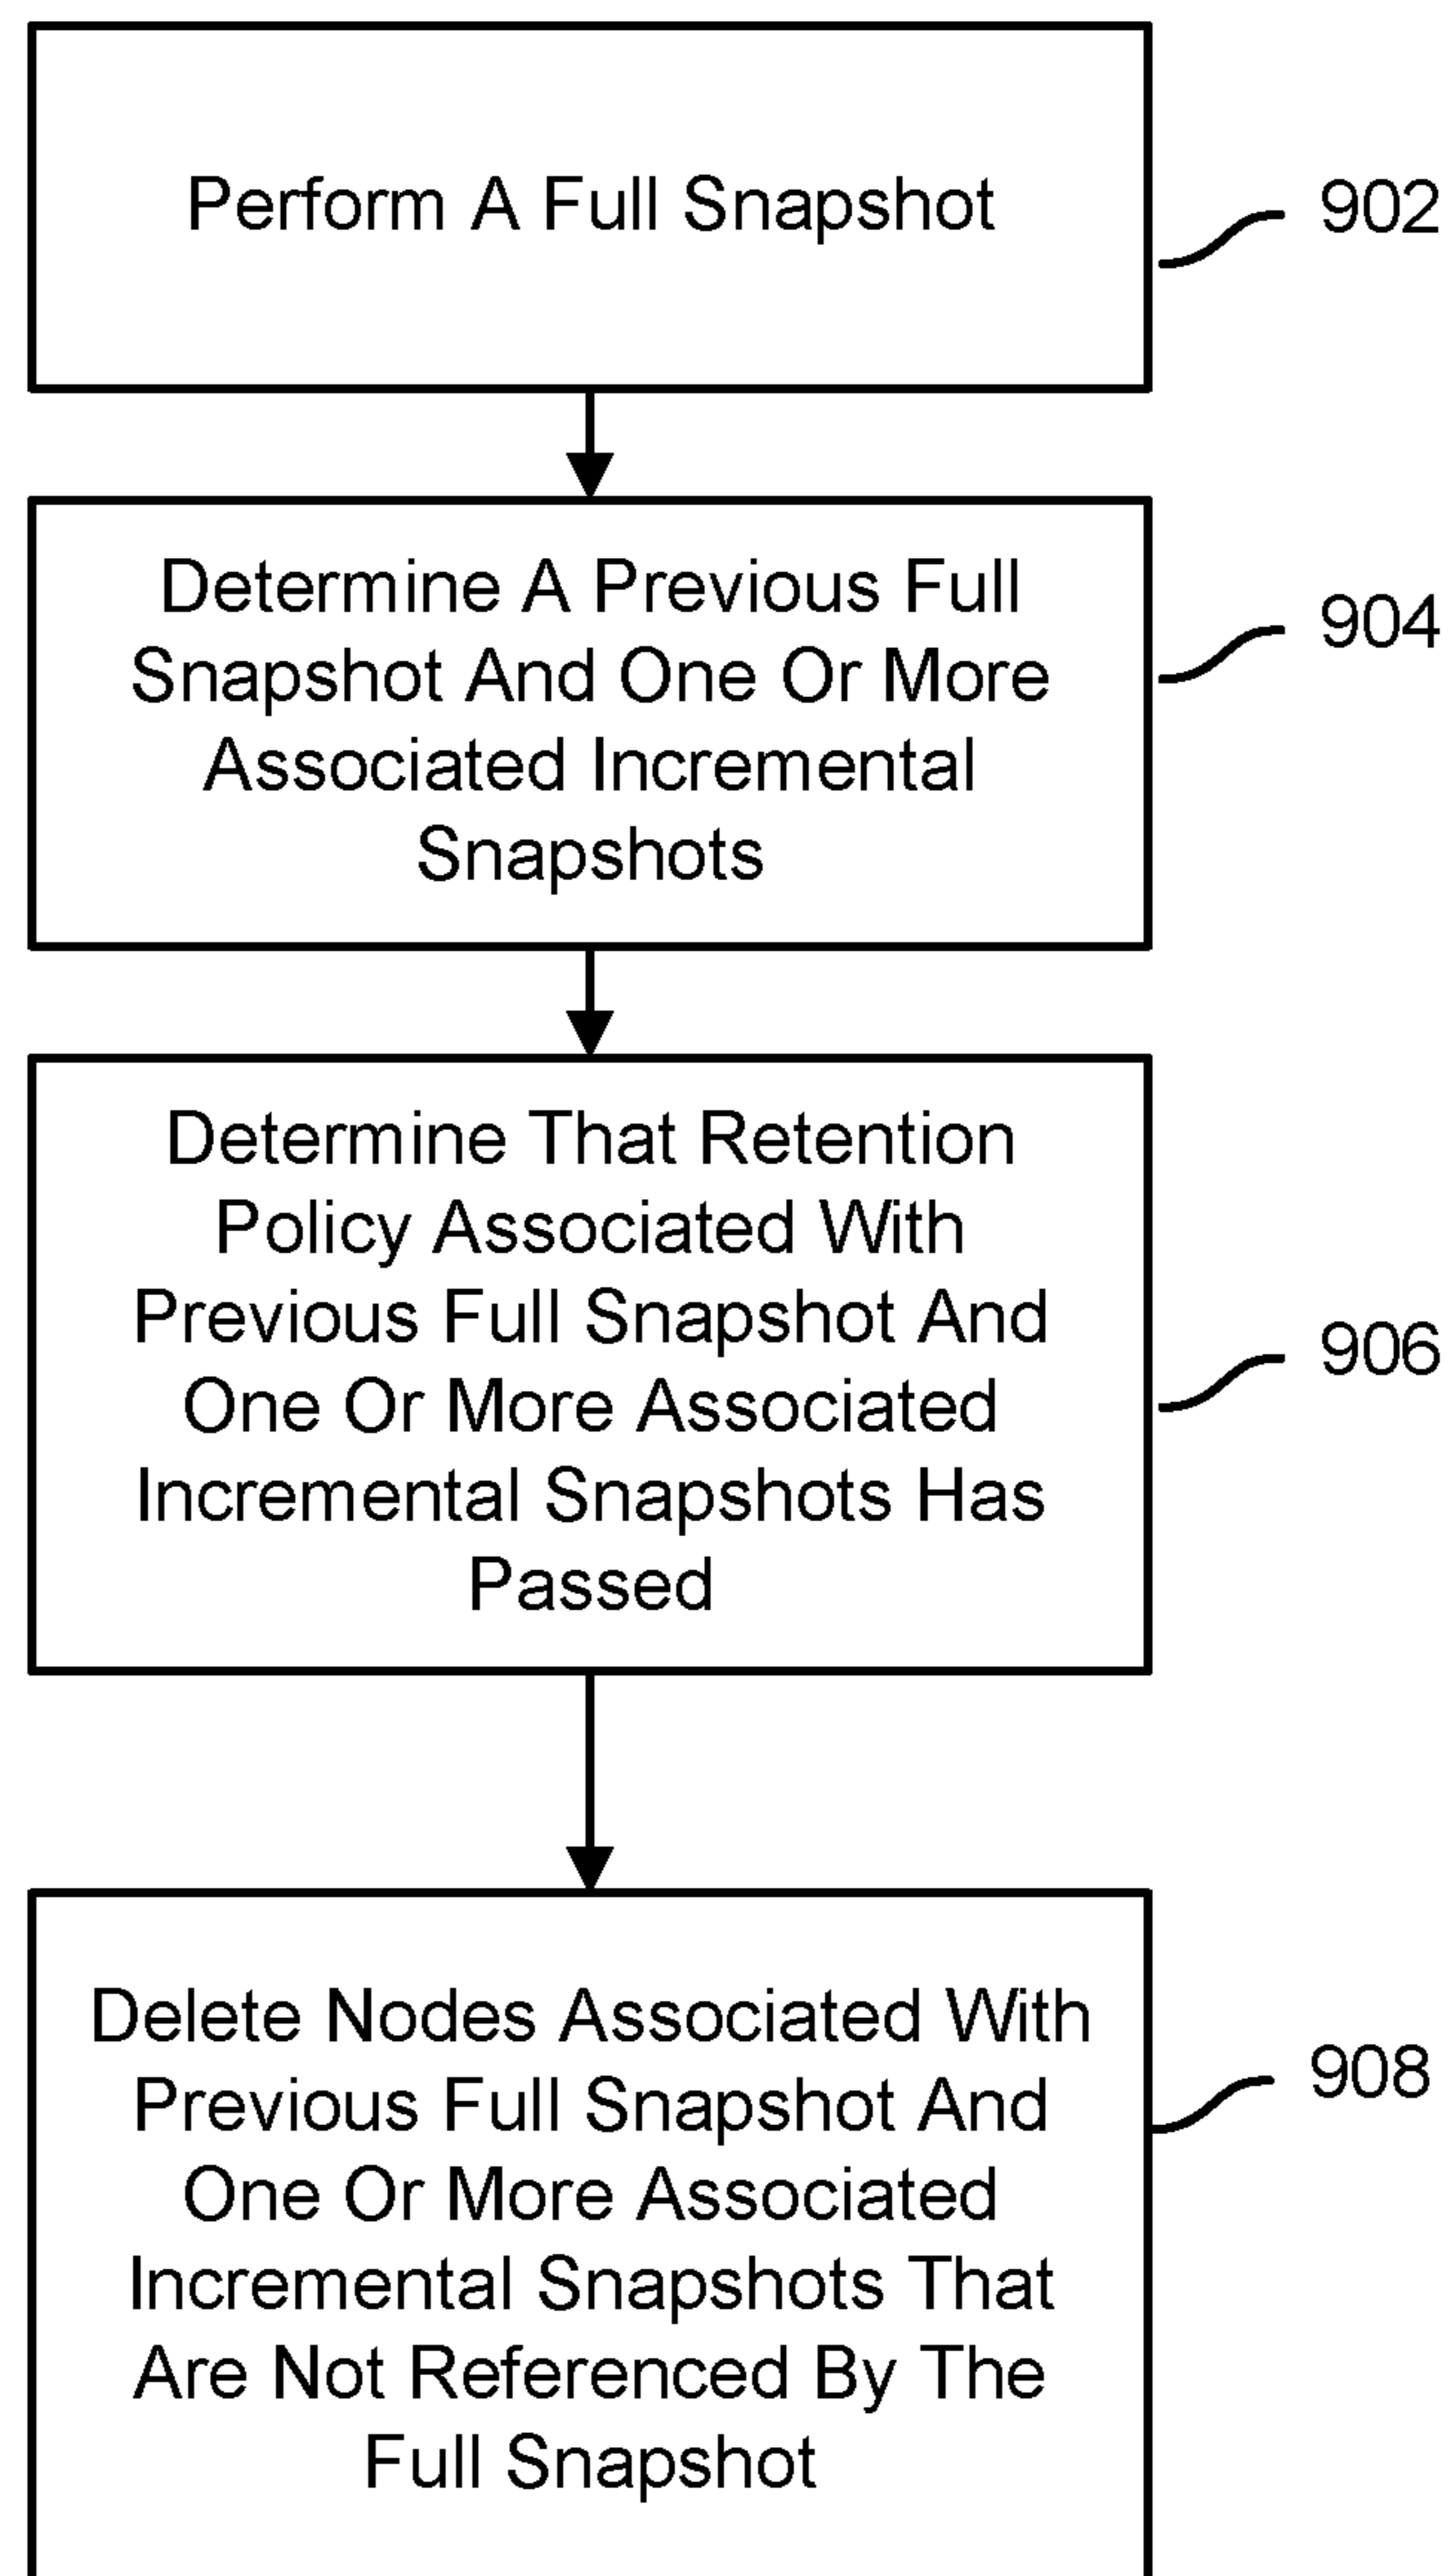 Perform A Full Snapshot
902
Determine A Previous Full
Snapshot And One Or More
Associated Incremental
Snapshots
904
Determine That Retention
Policy Associated With
Previous Full Snapshot And
One Or More Associated
Incremental Snapshots Has
Passed
906
Delete Nodes Associated With
Previous Full Snapshot And
One Or More Associated
Incremental Snapshots That
Are Not Referenced By The
Full Snapshot
908